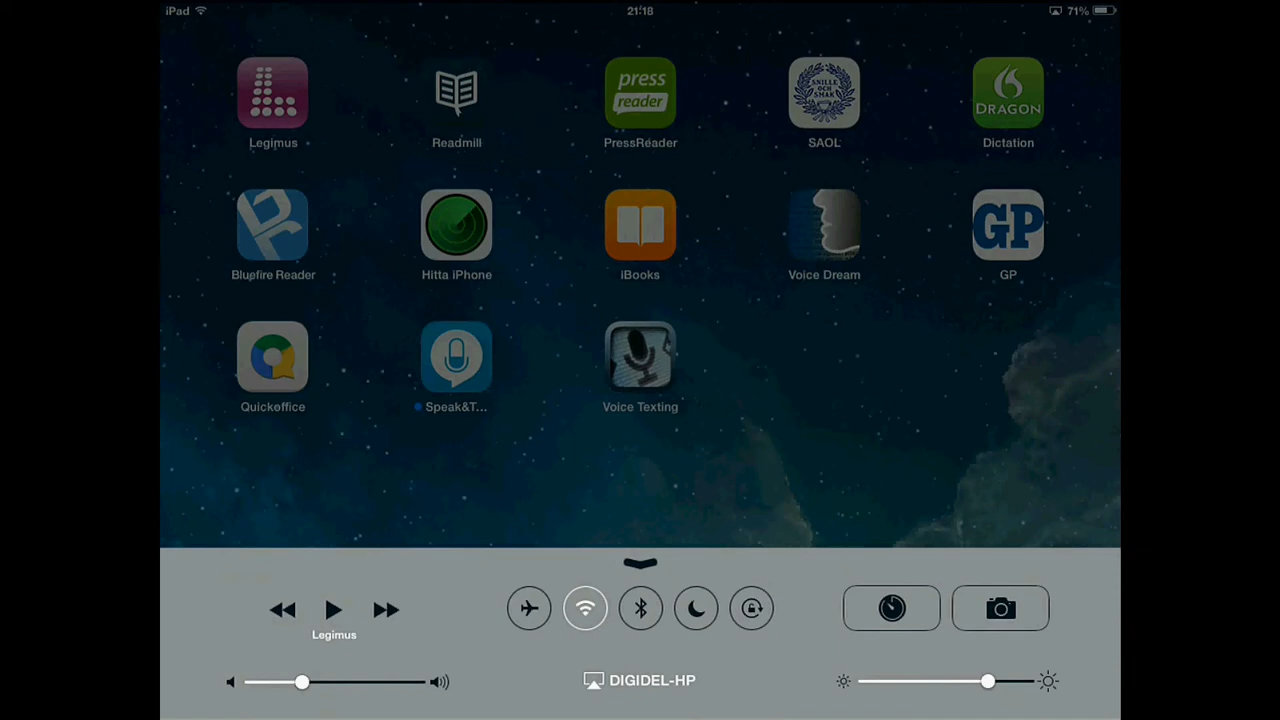 iPad 21:18 71%
press
reader
SNILLE
OCH
SMAK
DRAGON
Legimus Readmill PressReader SAOL Dictation
GP
Bluefire Reader Hitta iPhone iBooks Voice Dream GP
Quickoffice Speak&T... Voice Texting
Legimus
DIGIDEL-HP